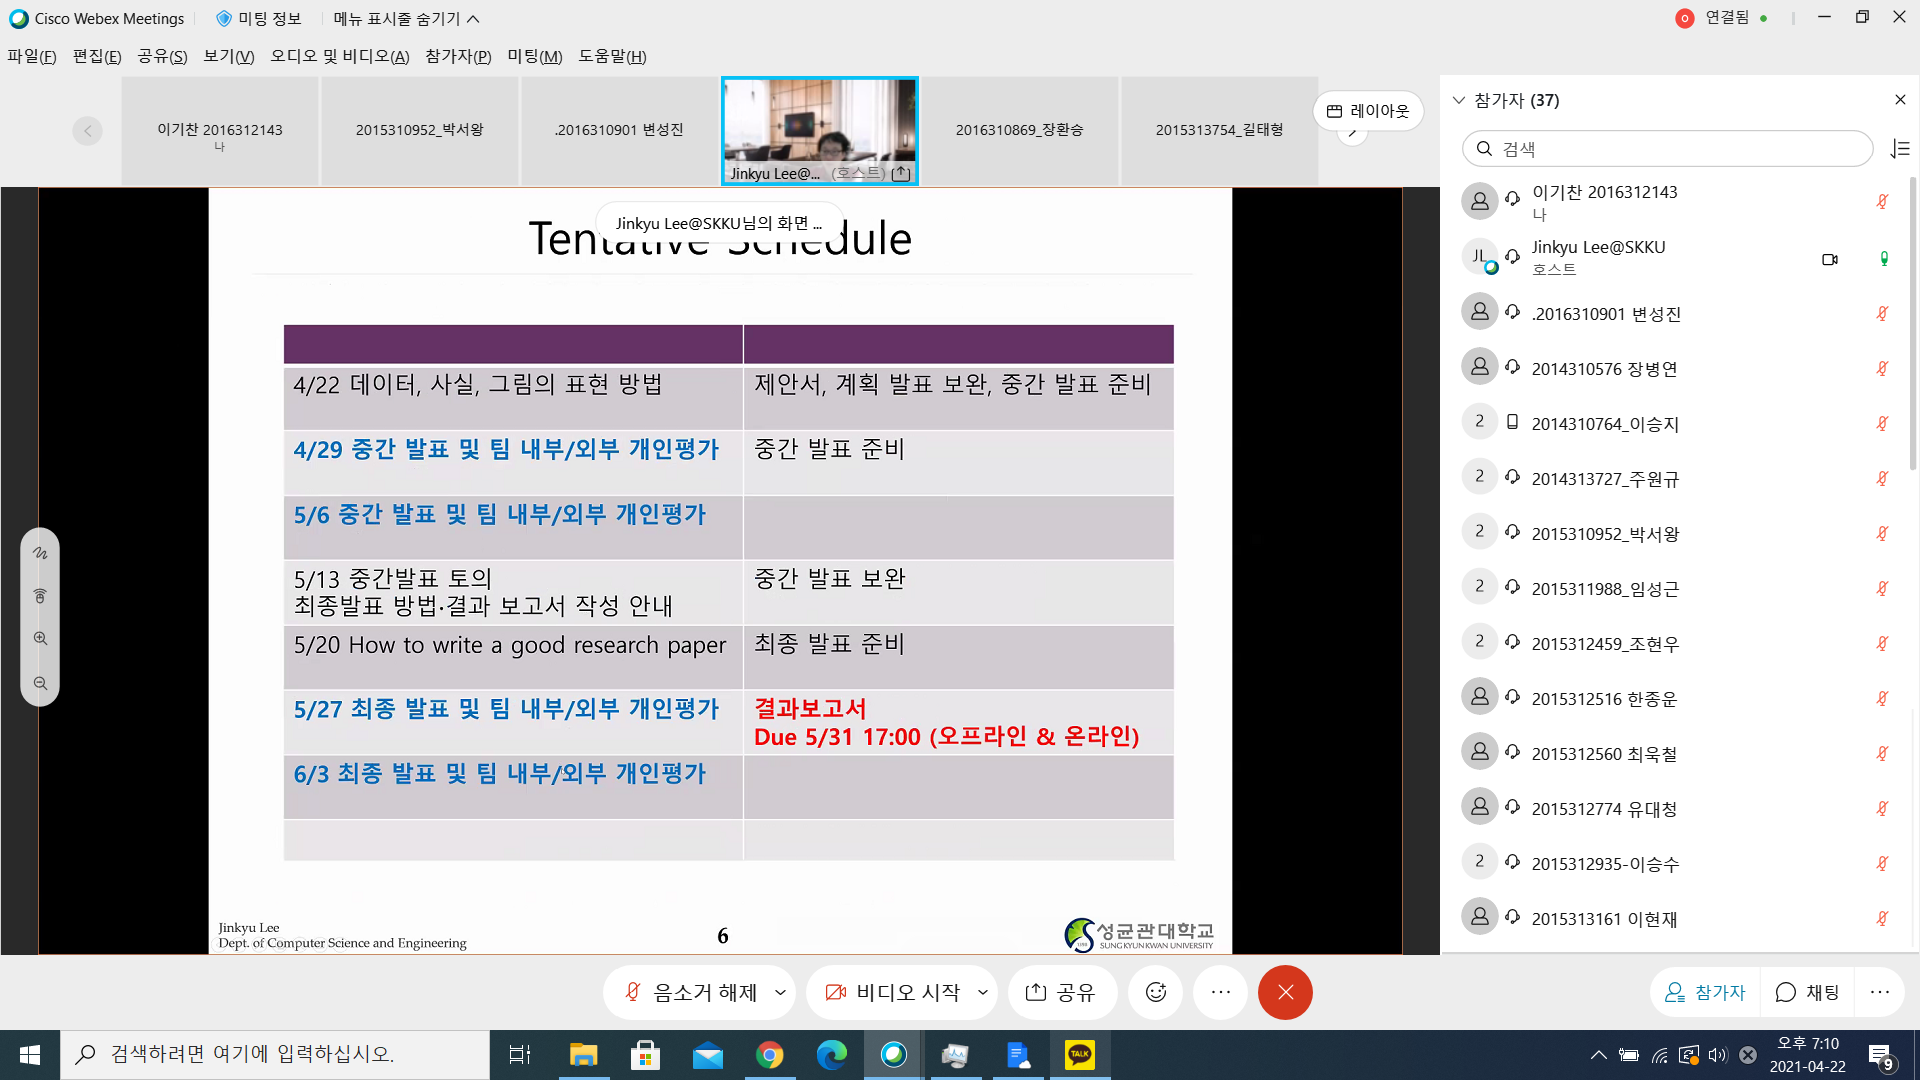 Cisco Webex Meetings
미팅 정보
메뉴 표시줄 숨기기
연결됨
파일(F) 편집(E) 공유(S) 보기(V) 오디오 및 비디오(A) 참가자(P) 미팅(M) 도움말(H)
이기찬 2016312143
나
2015310952_박서왕
.2016310901 변성진
Jinkyu Lee@... (호스트)
2016310869_장환승
2015313754_길태형
레이아웃
Jinkyu Lee@SKKU님의 화면 ...
Tentative Schedule
4/22 데이터, 사실, 그림의 표현 방법
제안서, 계획 발표 보완, 중간 발표 준비
4/29 중간 발표 및 팀 내부/외부 개인평가
중간 발표 준비
5/6 중간 발표 및 팀 내부/외부 개인평가
5/13 중간발표 토의
최종발표 방법·결과 보고서 작성 안내
중간 발표 보완
5/20 How to write a good research paper
최종 발표 준비
5/27 최종 발표 및 팀 내부/외부 개인평가
결과보고서
Due 5/31 17:00 (오프라인 & 온라인)
6/3 최종 발표 및 팀 내부/외부 개인평가
Jinkyu Lee
Dept. of Computer Science and Engineering
6
성균관대학교
SUNG KYUN KWAN UNIVERSITY
참가자 (37)
검색
이기찬 2016312143
나
JL
Jinkyu Lee@SKKU
호스트
.2016310901 변성진
2014310576 장병연
2 2014310764_이승지
2 2014313727_주원규
2 2015310952_박서왕
2 2015311988_임성근
2 2015312459_조현우
2015312516 한종운
2015312560 최욱철
2015312774 유대청
2 2015312935-이승수
2015313161 이현재
음소거 해제
비디오 시작
공유
참가자
채팅
검색하려면 여기에 입력하십시오.
TALK
오후 7:10
2021-04-22
9